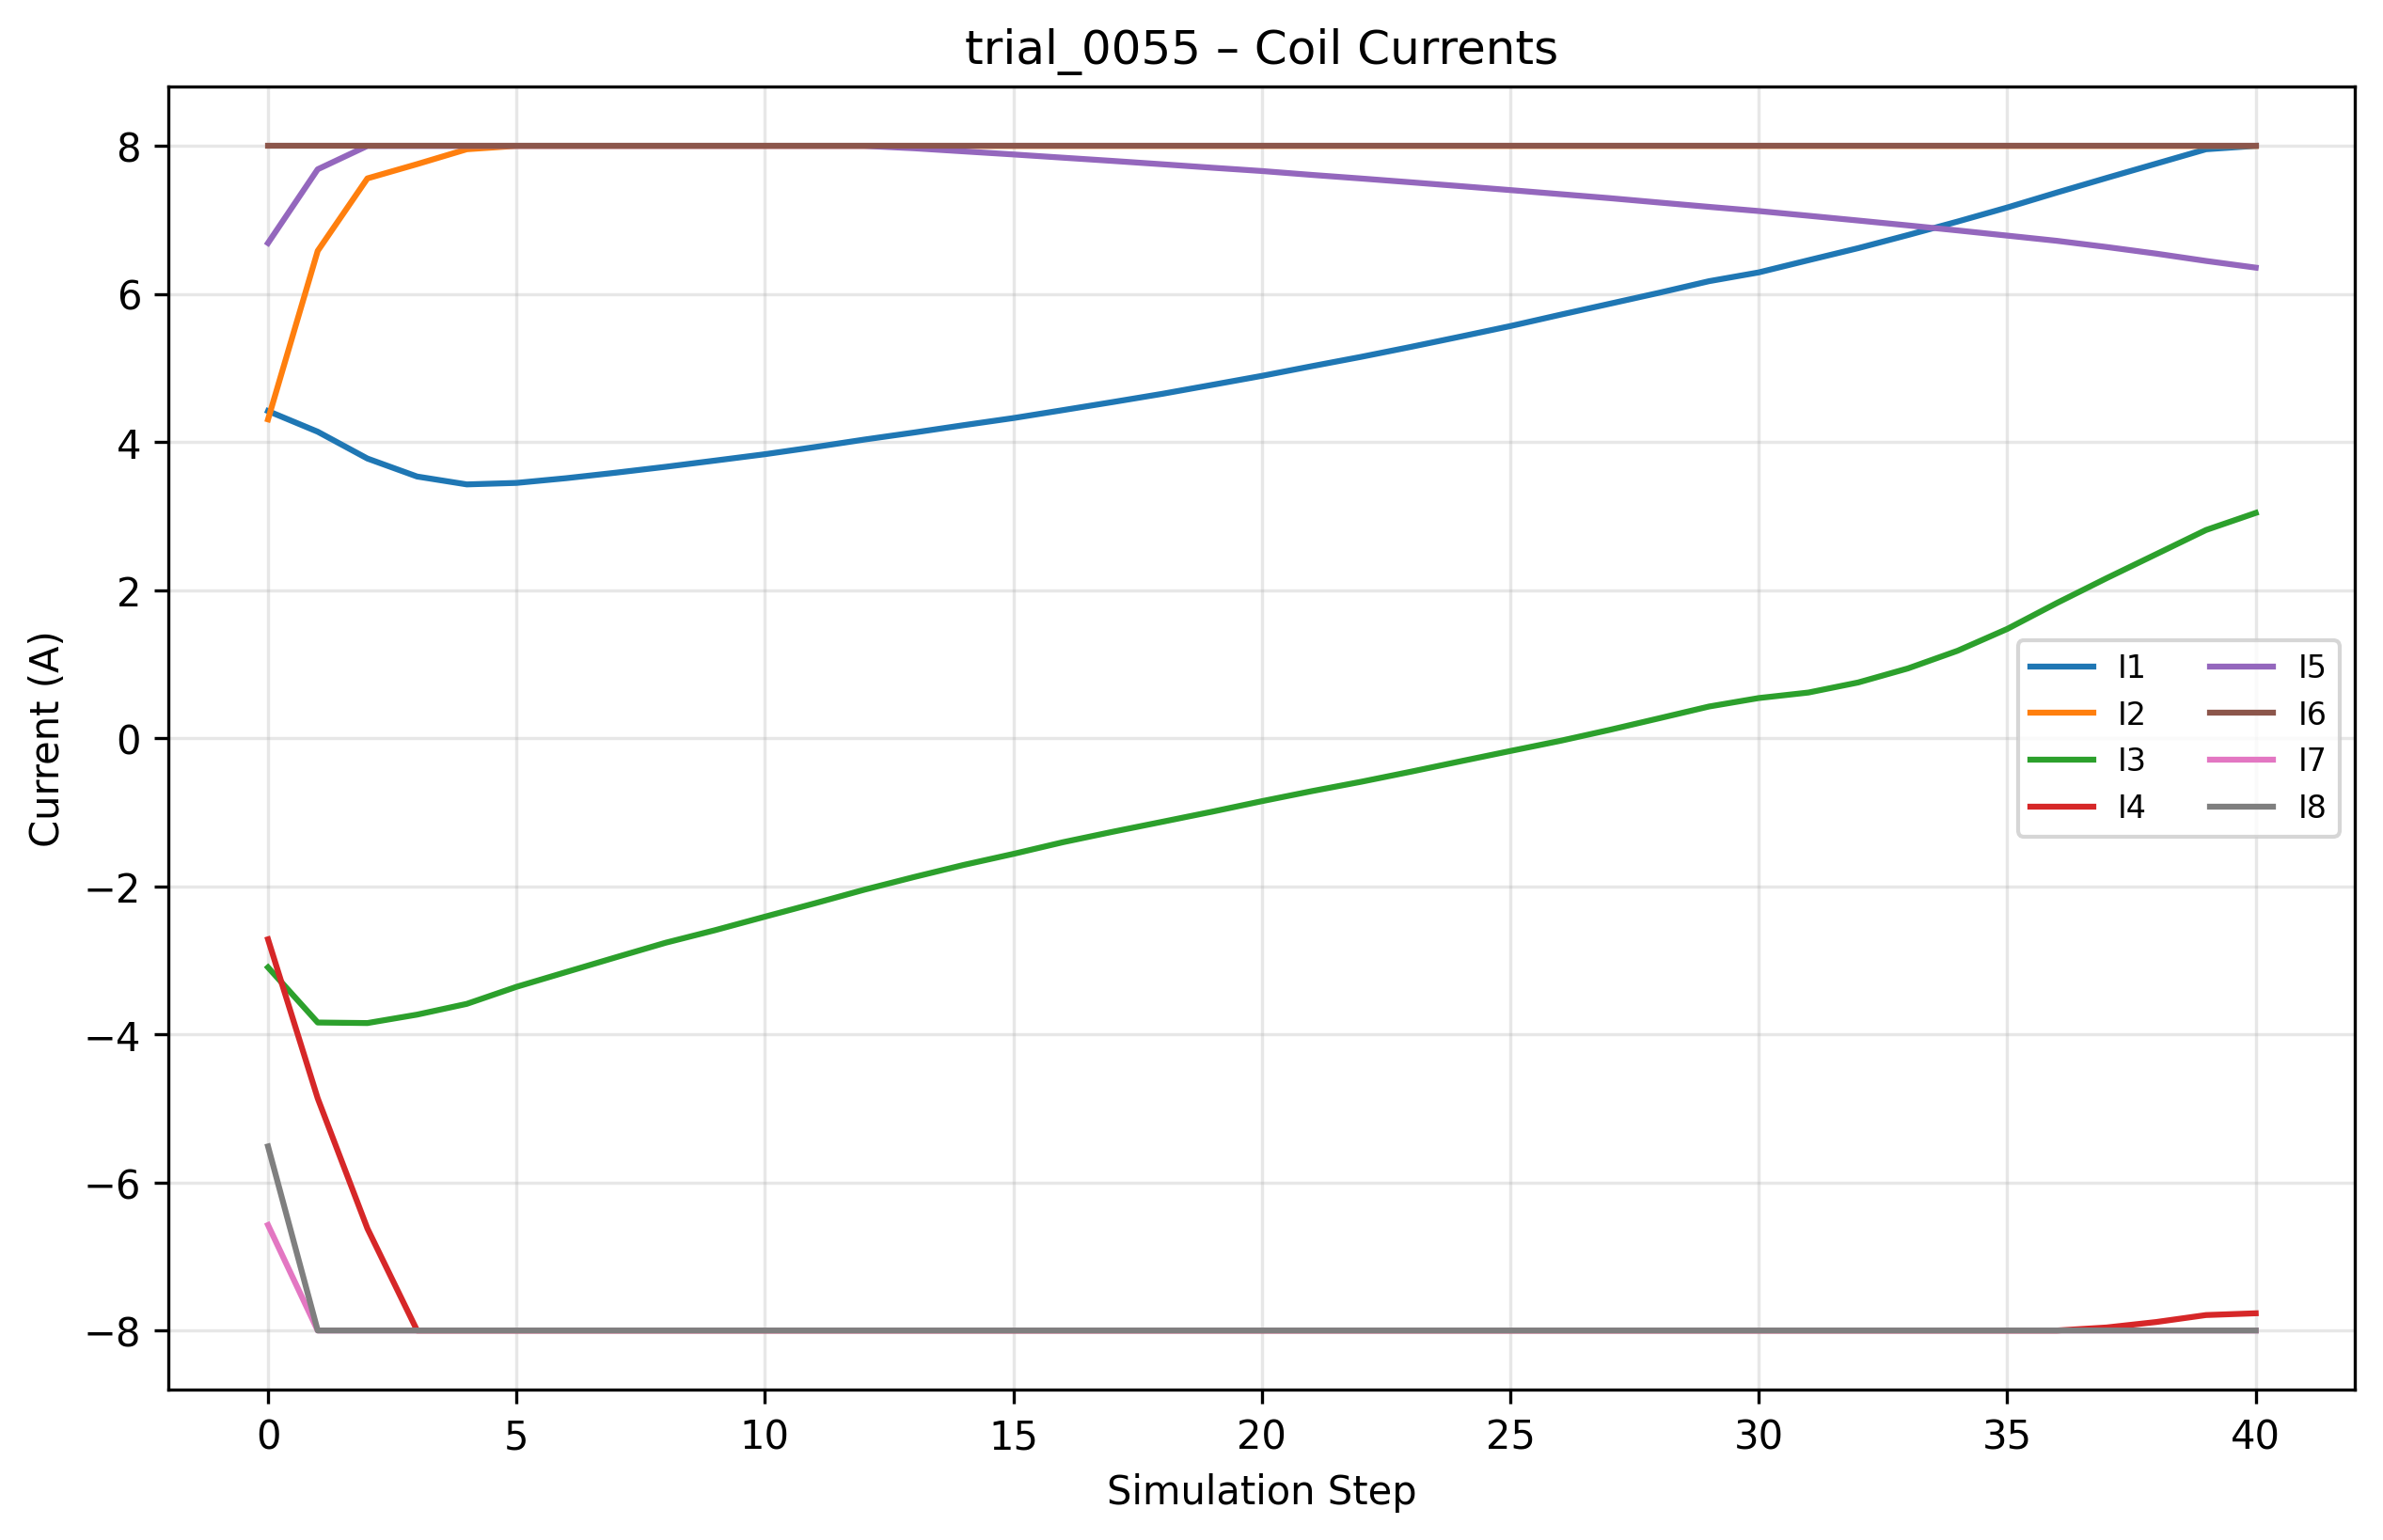 trial_0055 – Coil Currents
Current (A)
8
6
4
2
0
−2
−4
−6
−8
I1
I2
I3
I4
I5
I6
I7
I8
0 5 10 15 20 25 30 35 40
Simulation Step